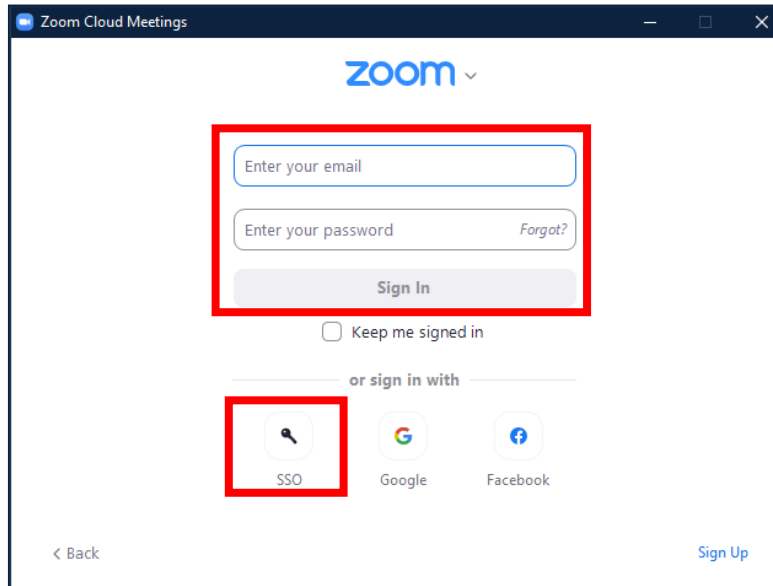 Zoom Cloud Meetings
zoom
Enter your email
Enter your password Forgot?
Sign In
Keep me signed in
or sign in with
SSO Google Facebook
< Back Sign Up